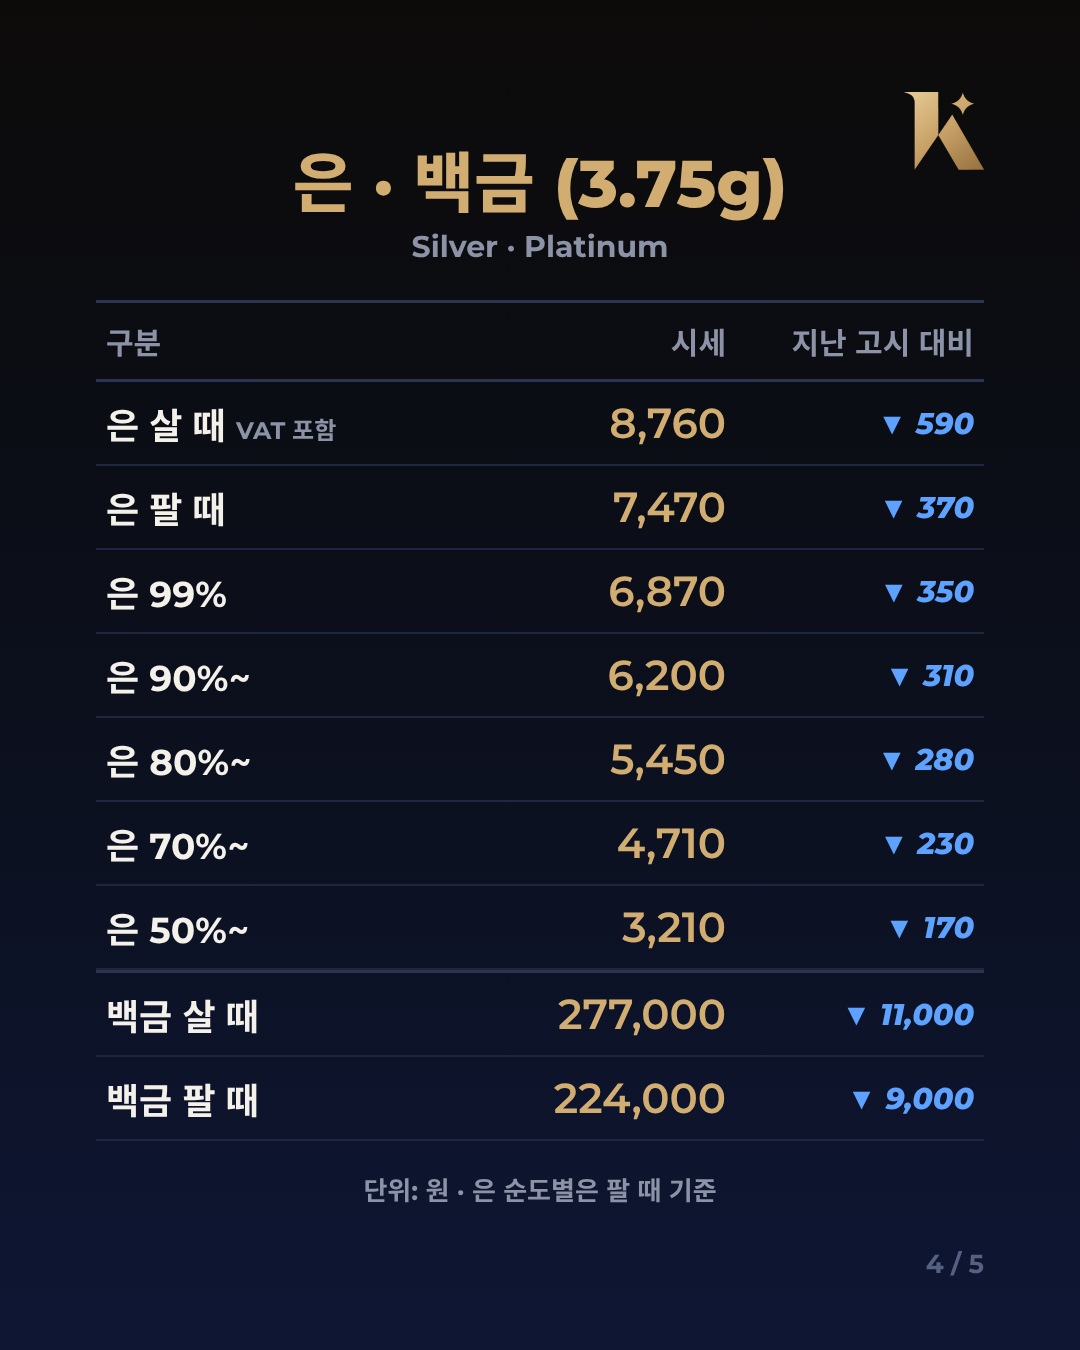 은 · 백금 (3.75g)
Silver · Platinum
구분 시세 지난 고시 대비
은 살 때 VAT 포함 8,760 ▼ 590
은 팔 때 7,470 ▼ 370
은 99% 6,870 ▼ 350
은 90%~ 6,200 ▼ 310
은 80%~ 5,450 ▼ 280
은 70%~ 4,710 ▼ 230
은 50%~ 3,210 ▼ 170
백금 살 때 277,000 ▼ 11,000
백금 팔 때 224,000 ▼ 9,000
단위: 원 · 은 순도별은 팔 때 기준
4 / 5